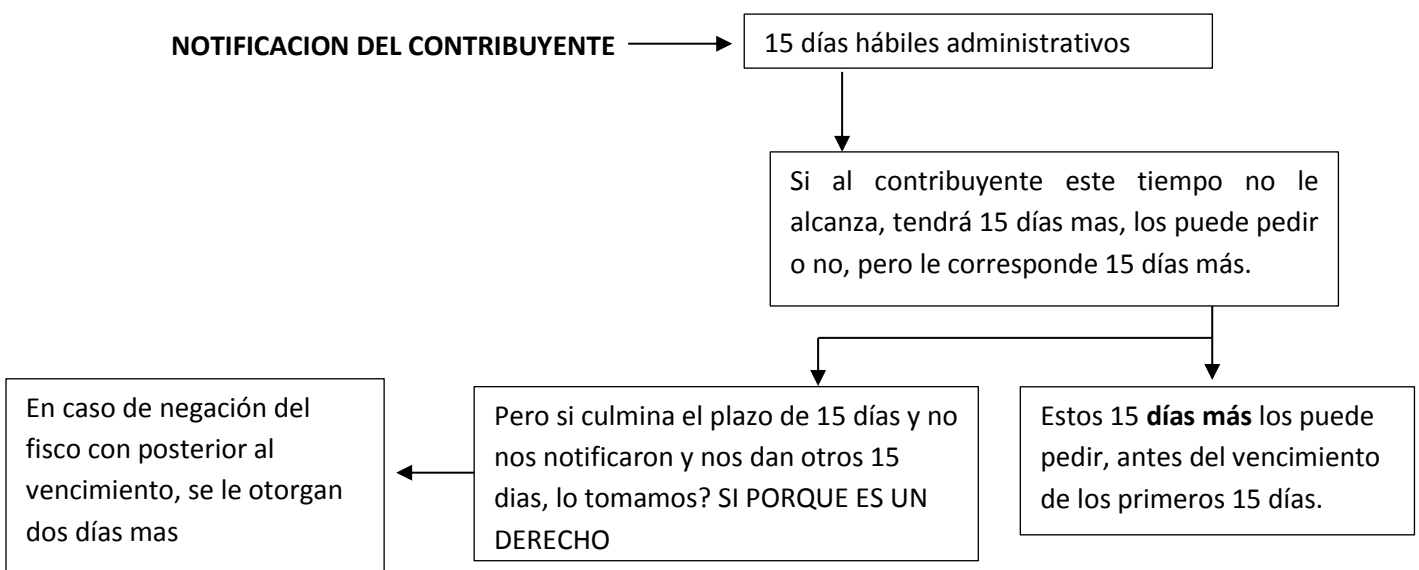 NOTIFICACION DEL CONTRIBUYENTE
15 días hábiles administrativos
Si al contribuyente este tiempo no le
alcanza, tendrá 15 días mas, los puede pedir
o no, pero le corresponde 15 días más.
En caso de negación del
fisco con posterior al
vencimiento, se le otorgan
dos días mas
Pero si culmina el plazo de 15 días y no
nos notificaron y nos dan otros 15
dias, lo tomamos? SI PORQUE ES UN
DERECHO
Estos 15 días más los puede
pedir, antes del vencimiento
de los primeros 15 días.